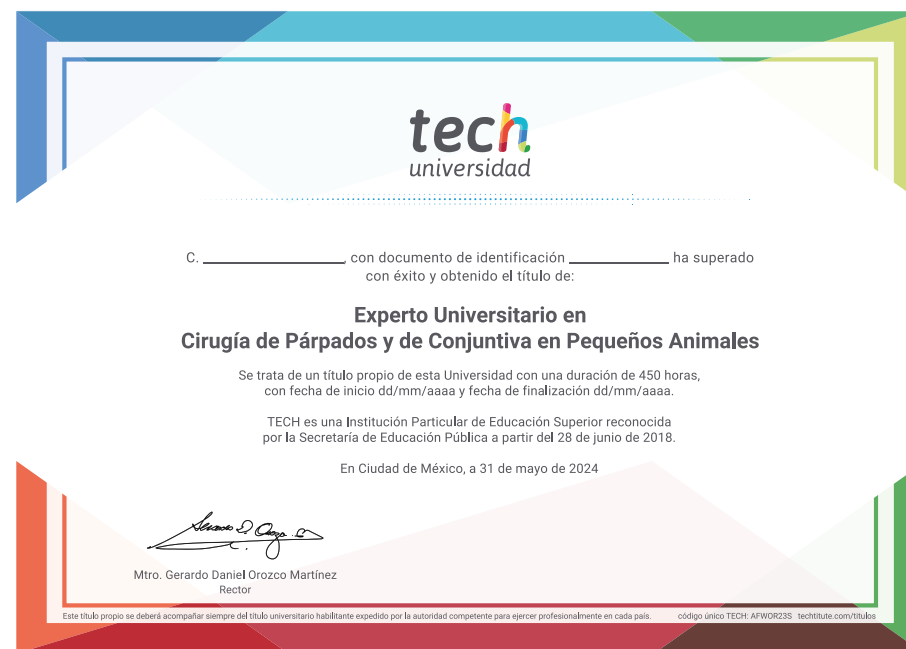 tech
universidad
C. ____________________, con documento de identificación ______________ ha superado
con éxito y obtenido el título de:
Experto Universitario en
Cirugía de Párpados y de Conjuntiva en Pequeños Animales
Se trata de un título propio de esta Universidad con una duración de 450 horas,
con fecha de inicio dd/mm/aaaa y fecha de finalización dd/mm/aaaa.
TECH es una Institución Particular de Educación Superior reconocida
por la Secretaría de Educación Pública a partir del 28 de junio de 2018.
En Ciudad de México, a 31 de mayo de 2024
Mtro. Gerardo Daniel Orozco Martínez
Rector
Este título propio se deberá acompañar siempre del título universitario habilitante expedido por la autoridad competente para ejercer profesionalmente en cada país. código único TECH: AFWOR23S techtitute.com/titulos